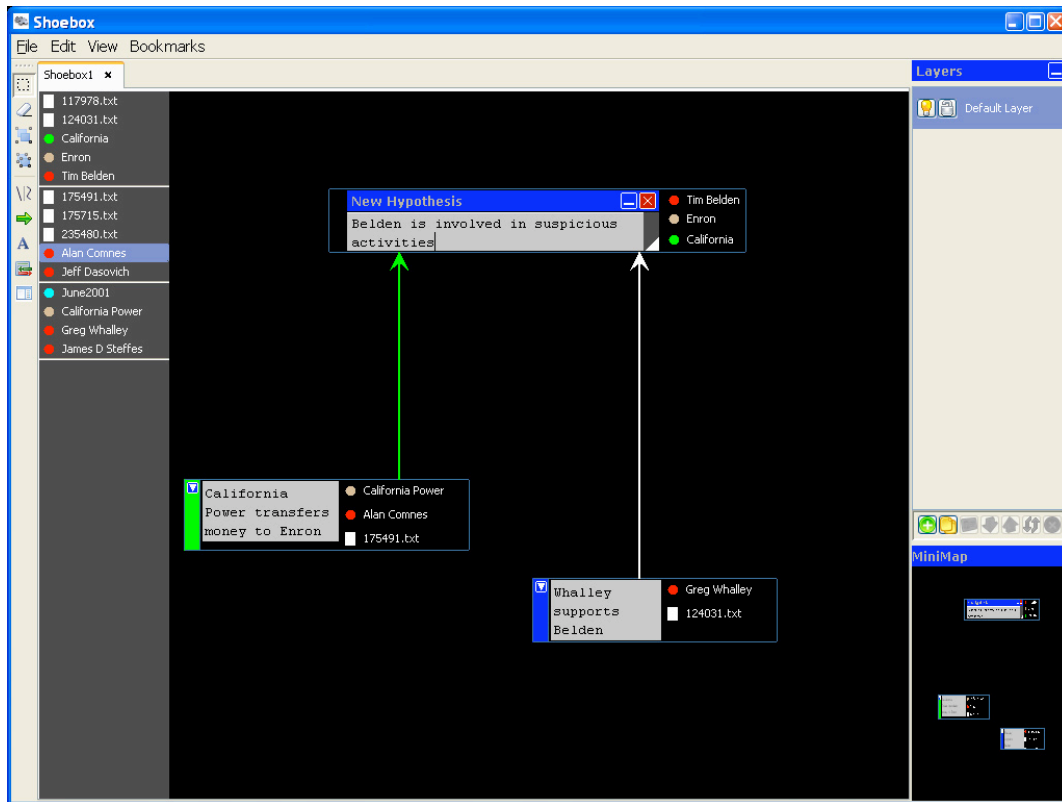 Shoebox
File Edit View Bookmarks
Shoebox1
117978.txt
124031.txt
California
Enron
Tim Belden
175491.txt
175715.txt
235480.txt
Alan Comnes
Jeff Dasovich
June2001
California Power
Greg Whalley
James D Steffes
A
New Hypothesis
Belden is involved in suspicious
activities
Tim Belden
Enron
California
California
Power transfers
money to Enron
California Power
Alan Comnes
175491.txt
Whalley
supports
Belden
Greg Whalley
124031.txt
Layers
Default Layer
MiniMap